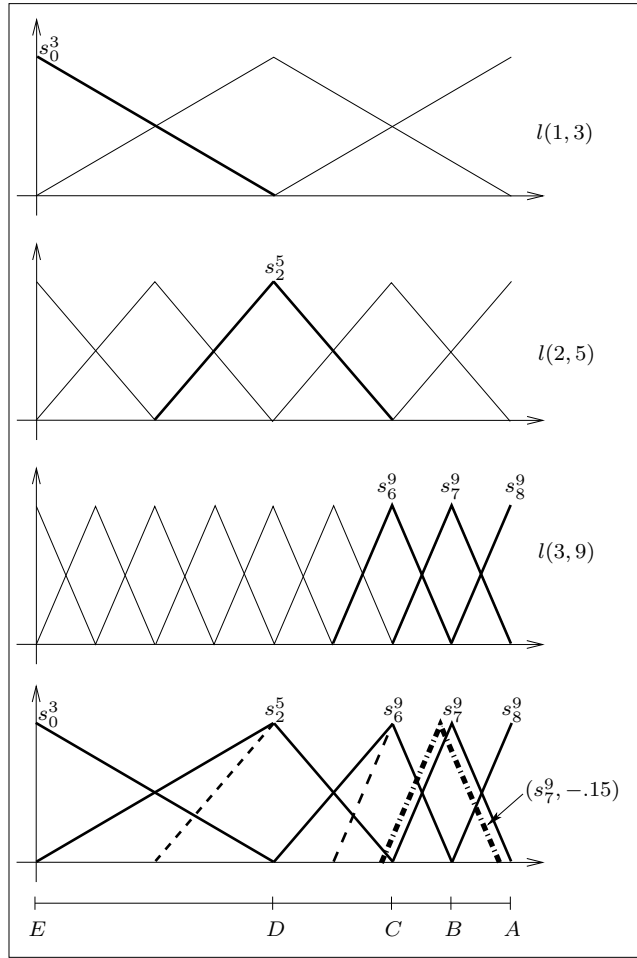 s_0^3
l(1, 3)
s_2^5
l(2, 5)
s_6^9 s_7^9 s_8^9
l(3, 9)
s_0^3 s_2^5 s_6^9 s_7^9 s_8^9
(s_7^9, −.15)
E D C B A